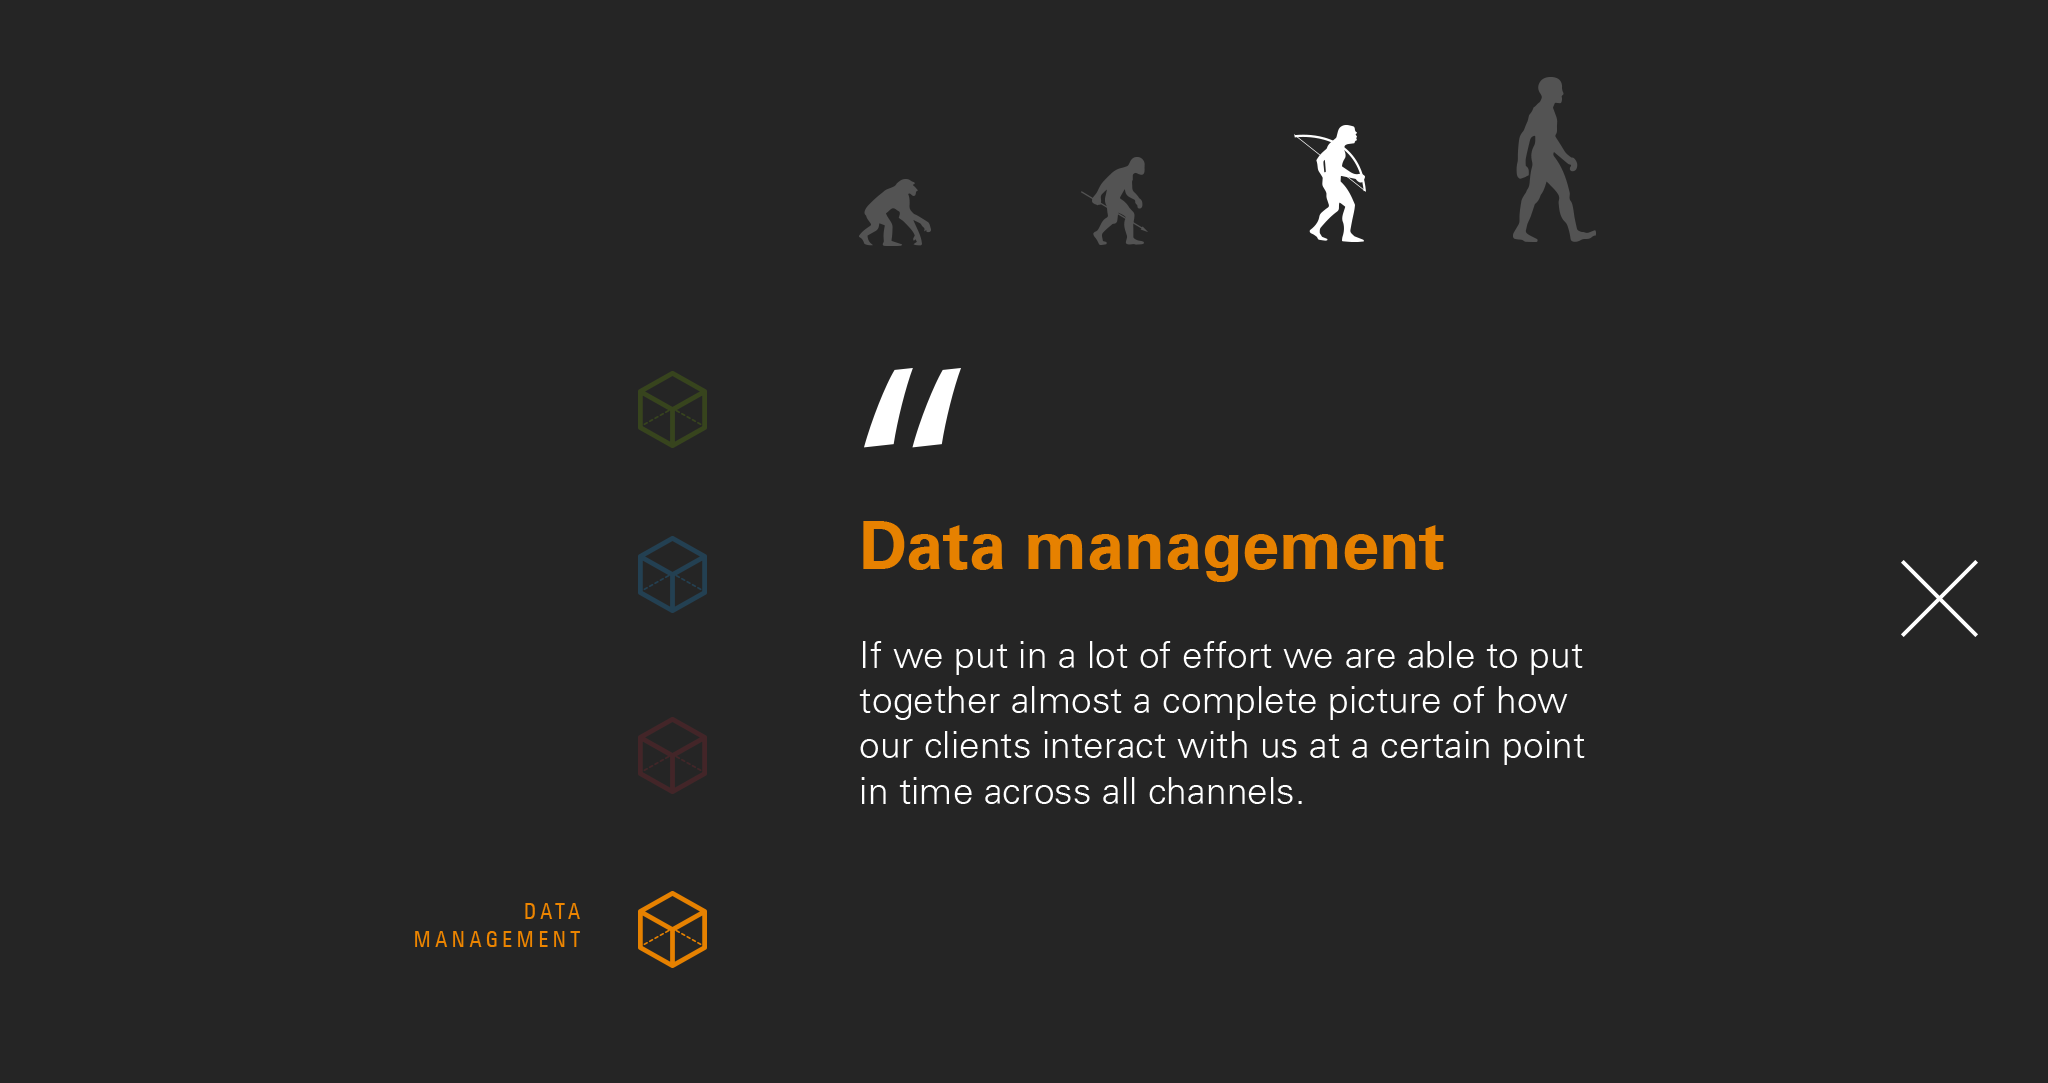 “
Data management
If we put in a lot of effort we are able to put
together almost a complete picture of how
our clients interact with us at a certain point
in time across all channels.
DATA
MANAGEMENT